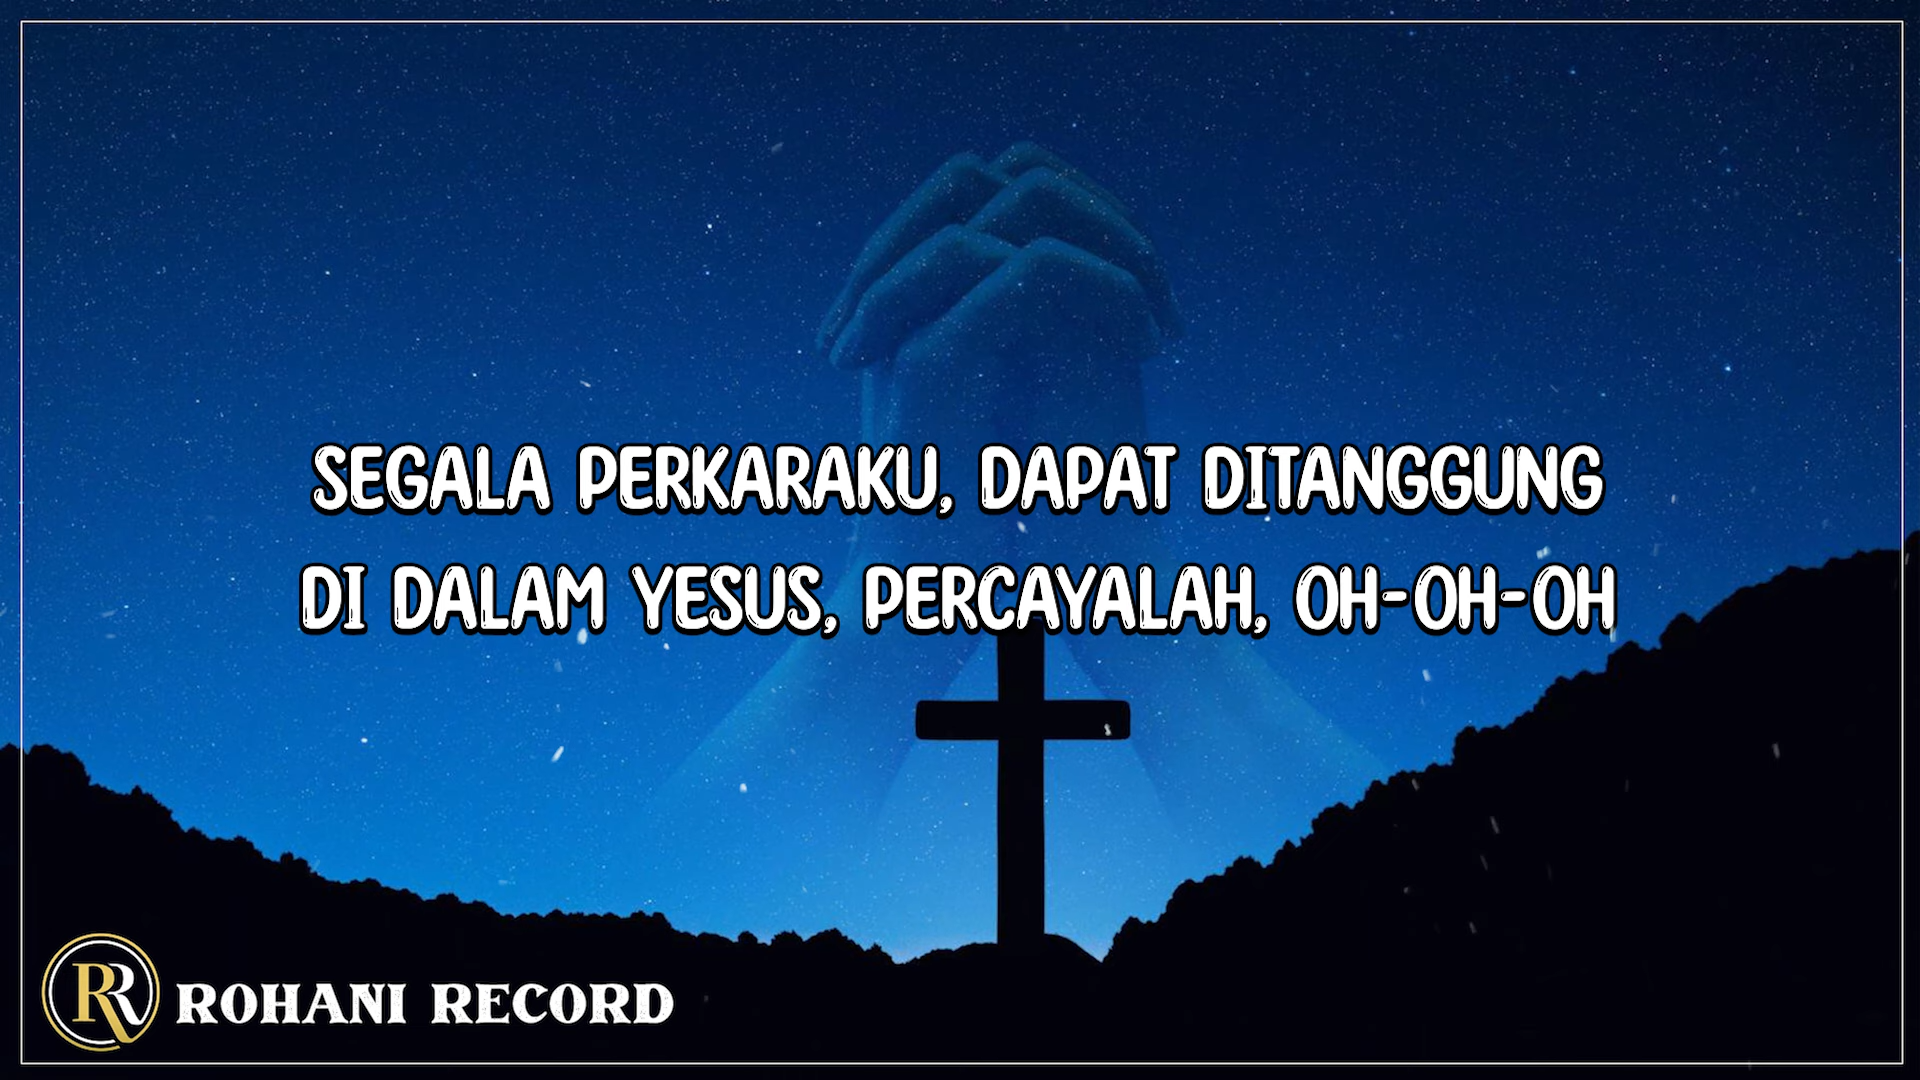 SEGALA PERKARAKU, DAPAT DITANGGUNG
DI DALAM YESUS, PERCAYALAH, OH-OH-OH
RR ROHANI RECORD